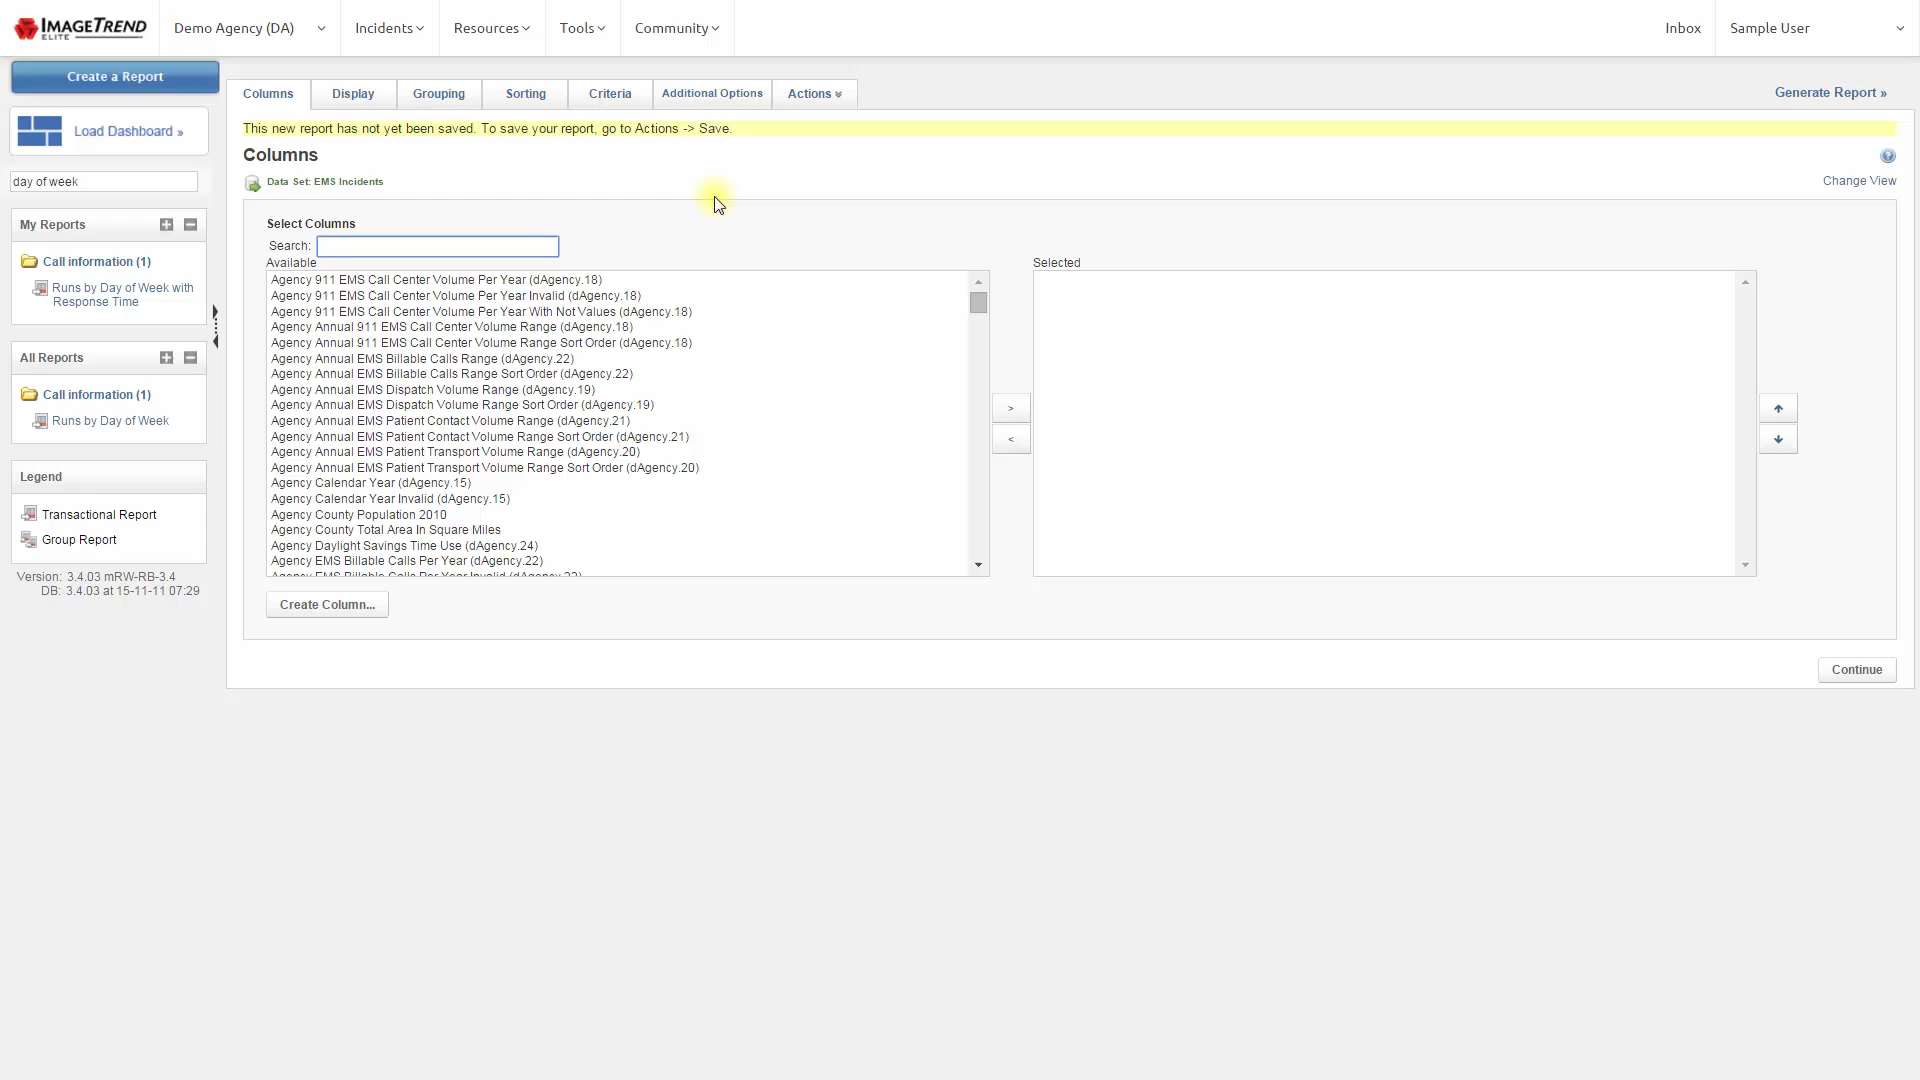 IMAGETREND
ELITE
Demo Agency (DA)
Incidents
Resources
Tools
Community
Inbox
Sample User
Create a Report
Load Dashboard »
day of week
My Reports
Call information (1)
Runs by Day of Week with
Response Time
All Reports
Call information (1)
Runs by Day of Week
Legend
Transactional Report
Group Report
Version: 3.4.03 mRW-RB-3.4
DB: 3.4.03 at 15-11-11 07:29
Columns
Display
Grouping
Sorting
Criteria
Additional Options
Actions
Generate Report »
This new report has not yet been saved. To save your report, go to Actions -> Save.
Columns
Data Set: EMS Incidents
Change View
Select Columns
Search:
Available
Agency 911 EMS Call Center Volume Per Year (dAgency.18)
Agency 911 EMS Call Center Volume Per Year Invalid (dAgency.18)
Agency 911 EMS Call Center Volume Per Year With Not Values (dAgency.18)
Agency Annual 911 EMS Call Center Volume Range (dAgency.18)
Agency Annual 911 EMS Call Center Volume Range Sort Order (dAgency.18)
Agency Annual EMS Billable Calls Range (dAgency.22)
Agency Annual EMS Billable Calls Range Sort Order (dAgency.22)
Agency Annual EMS Dispatch Volume Range (dAgency.19)
Agency Annual EMS Dispatch Volume Range Sort Order (dAgency.19)
Agency Annual EMS Patient Contact Volume Range (dAgency.21)
Agency Annual EMS Patient Contact Volume Range Sort Order (dAgency.21)
Agency Annual EMS Patient Transport Volume Range (dAgency.20)
Agency Annual EMS Patient Transport Volume Range Sort Order (dAgency.20)
Agency Calendar Year (dAgency.15)
Agency Calendar Year Invalid (dAgency.15)
Agency County Population 2010
Agency County Total Area In Square Miles
Agency Daylight Savings Time Use (dAgency.24)
Agency EMS Billable Calls Per Year (dAgency.22)
Agency EMS Billable Calls Per Year Invalid (dAgency.22)
>
<
Selected
Create Column...
Continue